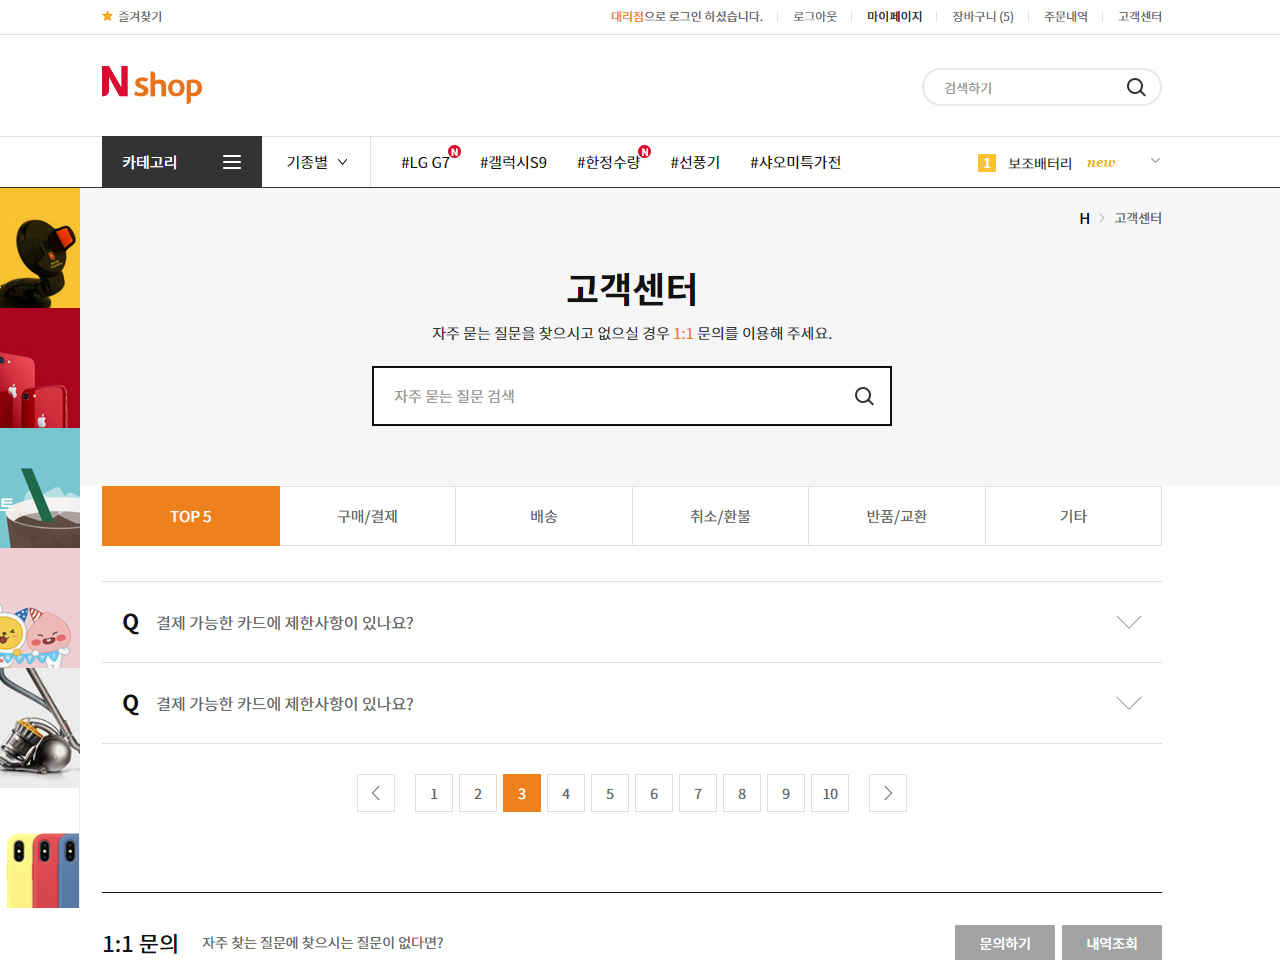 즐겨찾기
대리점으로 로그인 하셨습니다.
로그아웃
마이페이지
장바구니 (5)
주문내역
고객센터
N shop
검색하기
카테고리
기종별
#LG G7 N
#갤럭시S9
#한정수량 N
#선풍기
#샤오미특가전
1 보조배터리 new
H > 고객센터
고객센터
자주 묻는 질문을 찾으시고 없으실 경우 1:1 문의를 이용해 주세요.
자주 묻는 질문 검색
TOP 5
구매/결제
배송
취소/환불
반품/교환
기타
Q 결제 가능한 카드에 제한사항이 있나요?
Q 결제 가능한 카드에 제한사항이 있나요?
1 2 3 4 5 6 7 8 9 10
1:1 문의
자주 찾는 질문에 찾으시는 질문이 없다면?
문의하기
내역조회